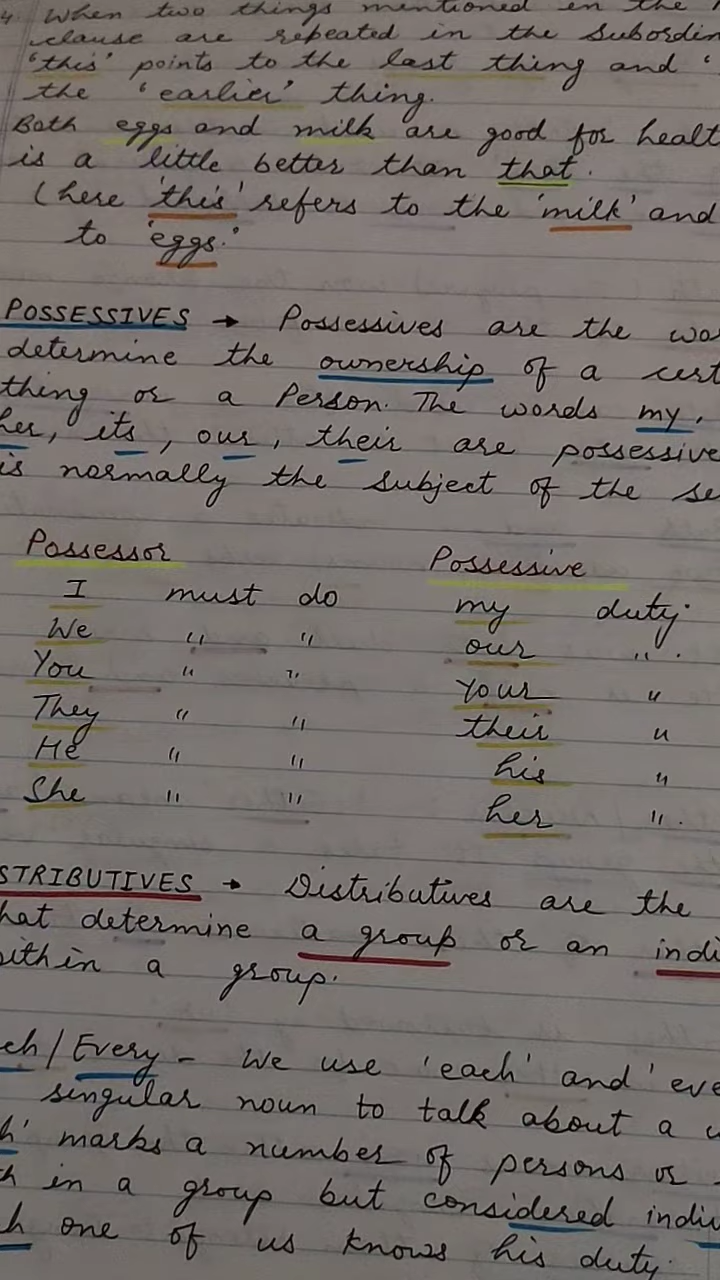 4. When two things mentioned in the
clause are repeated in the Subordin
'this' points to the last thing and '
the 'earlier' thing.
Both eggs and milk are good for healt
is a little better than that.
(here 'this' refers to the 'milk' and
to 'eggs.'
POSSESSIVES → Possessives are the wo
determine the ownership of a cert
thing or a Person. The words my,
her, its, our, their are possessive
is normally the subject of the se
Possessor Possessive
I must do my duty.
We " " our ".
You " " Your "
They " " their "
He " " his "
She " " her ".
STRIBUTIVES → Distributives are the
hat determine a group or an indi
within a group.
ch/Every - We use 'each' and 'eve
singular noun to talk about a
h' marks a number of persons or
h in a group but considered indiv
ch one of us knows his duty.